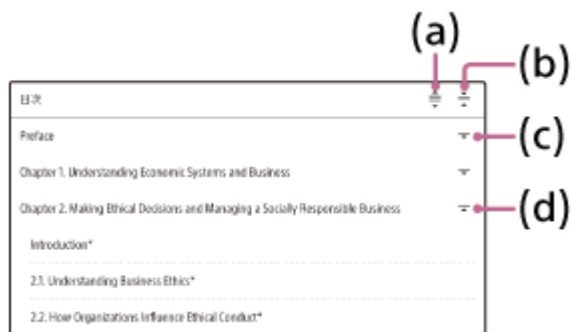 (a)
(b)
目次
Preface
(c)
Chapter 1. Understanding Economic Systems and Business
Chapter 2. Making Ethical Decisions and Managing a Socially Responsible Business
(d)
Introduction*
2.1. Understanding Business Ethics*
2.2. How Organizations Influence Ethical Conduct*